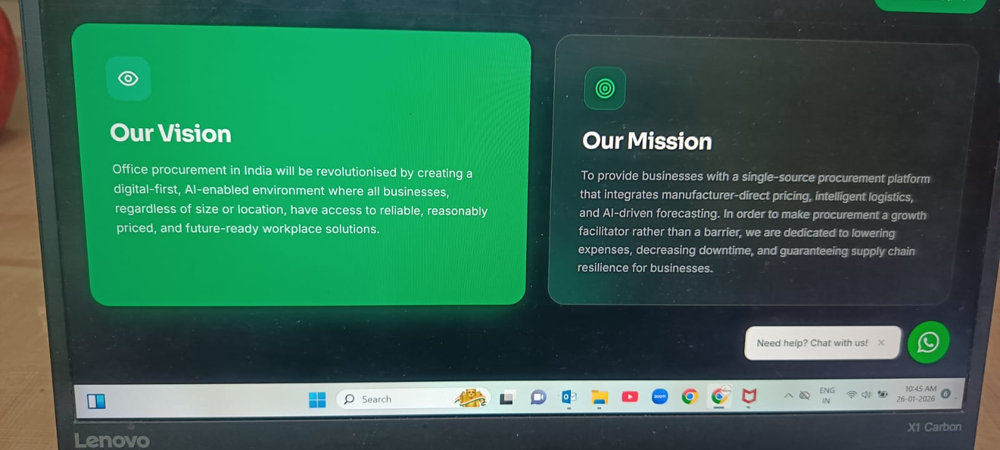 Our Vision
Office procurement in India will be revolutionised by creating a
digital-first, AI-enabled environment where all businesses,
regardless of size or location, have access to reliable, reasonably
priced, and future-ready workplace solutions.
Our Mission
To provide businesses with a single-source procurement platform
that integrates manufacturer-direct pricing, intelligent logistics,
and AI-driven forecasting. In order to make procurement a growth
facilitator rather than a barrier, we are dedicated to lowering
expenses, decreasing downtime, and guaranteeing supply chain
resilience for businesses.
Need help? Chat with us!
Search
zoom
ENG
IN
10:45 AM
26-01-2026
6
Lenovo
X1 Carbon